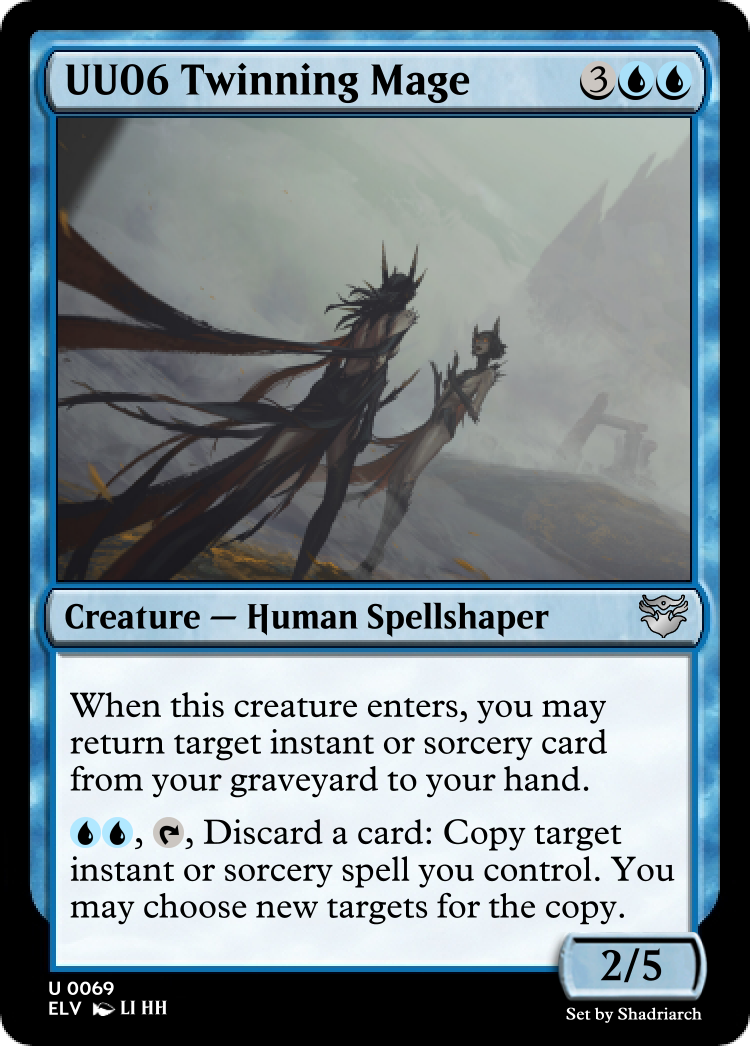 UU06 Twinning Mage 3
Creature — Human Spellshaper
When this creature enters, you may
return target instant or sorcery card
from your graveyard to your hand.
, , Discard a card: Copy target
instant or sorcery spell you control. You
may choose new targets for the copy.
2/5
U 0069
ELV LI HH
Set by Shadriarch